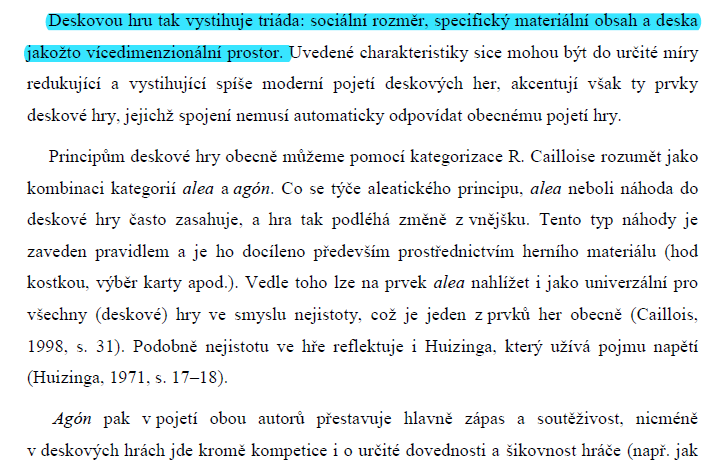 Deskovou hru tak vystihuje triáda: sociální rozměr, specifický materiální obsah a deska
jakožto vícedimenzionální prostor. Uvedené charakteristiky sice mohou být do určité míry
redukující a vystihující spíše moderní pojetí deskových her, akcentují však ty prvky
deskové hry, jejichž spojení nemusí automaticky odpovídat obecnému pojetí hry.
Principům deskové hry obecně můžeme pomocí kategorizace R. Cailloise rozumět jako
kombinaci kategorií alea a agón. Co se týče aleatického principu, alea neboli náhoda do
deskové hry často zasahuje, a hra tak podléhá změně z vnějšku. Tento typ náhody je
zaveden pravidlem a je ho docíleno především prostřednictvím herního materiálu (hod
kostkou, výběr karty apod.). Vedle toho lze na prvek alea nahlížet i jako univerzální pro
všechny (deskové) hry ve smyslu nejistoty, což je jeden z prvků her obecně (Caillois,
1998, s. 31). Podobně nejistotu ve hře reflektuje i Huizinga, který užívá pojmu napětí
(Huizinga, 1971, s. 17–18).
Agón pak v pojetí obou autorů přestavuje hlavně zápas a soutěživost, nicméně
v deskových hrách jde kromě kompetice i o určité dovednosti a šikovnost hráče (např. jak